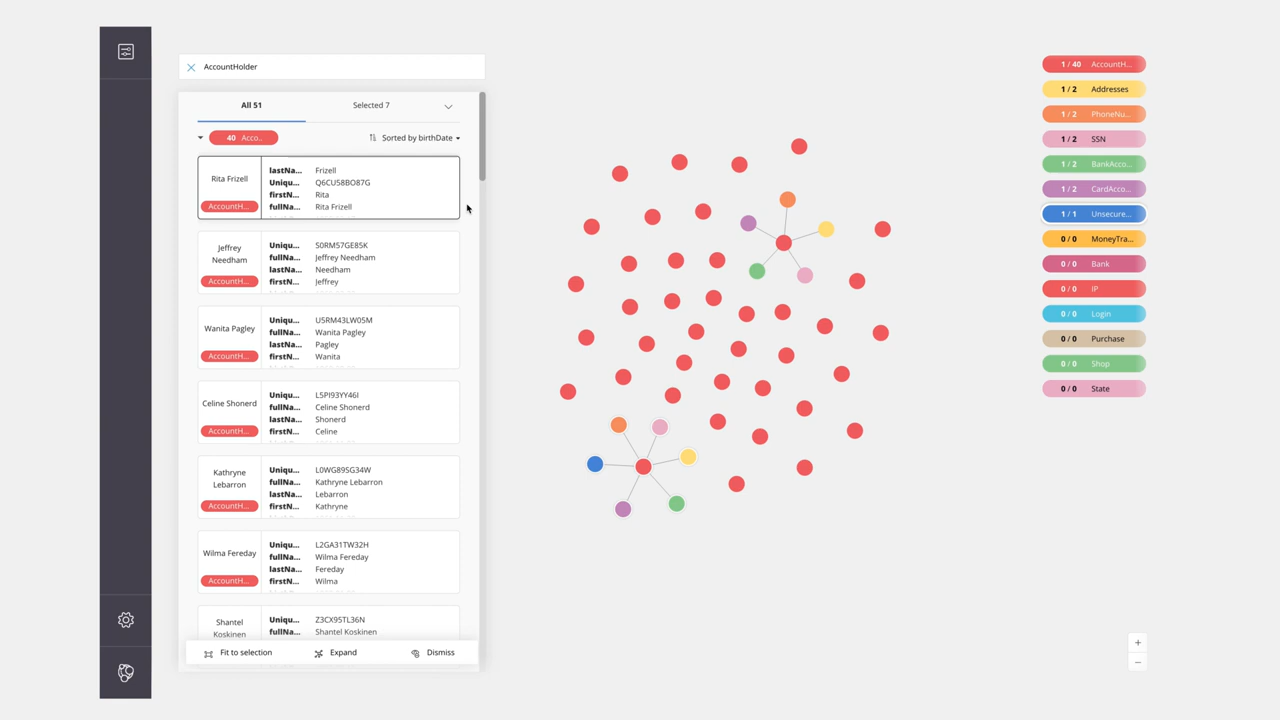 AccountHolder
All 51
Selected 7
40 Acco..
Sorted by birthDate
Rita Frizell
AccountH...
lastNa... Frizell
Uniqu... Q6CU58BO87G
firstN... Rita
fullNa... Rita Frizell
Jeffrey
Needham
AccountH...
Uniqu... S0RM57GE85K
fullNa... Jeffrey Needham
lastNa... Needham
firstN... Jeffrey
Wanita Pagley
AccountH...
Uniqu... U5RM43LW05M
fullNa... Wanita Pagley
lastNa... Pagley
firstN... Wanita
Celine Shonerd
AccountH...
Uniqu... L5PI93YY46I
fullNa... Celine Shonerd
lastNa... Shonerd
firstN... Celine
Kathryne
Lebarron
AccountH...
Uniqu... L0WG89SG34W
fullNa... Kathryne Lebarron
lastNa... Lebarron
firstN... Kathryne
Wilma Fereday
AccountH...
Uniqu... L2GA31TW32H
fullNa... Wilma Fereday
lastNa... Fereday
firstN... Wilma
Shantel
Koskinen
Uniqu... Z3CX95TL36N
fullNa... Shantel Koskinen
Fit to selection
Expand
Dismiss
1 / 40 AccountH...
1 / 2 Addresses
1 / 2 PhoneNu...
1 / 2 SSN
1 / 2 BankAcco...
1 / 2 CardAcco...
1 / 1 Unsecure...
0 / 0 MoneyTra...
0 / 0 Bank
0 / 0 IP
0 / 0 Login
0 / 0 Purchase
0 / 0 Shop
0 / 0 State